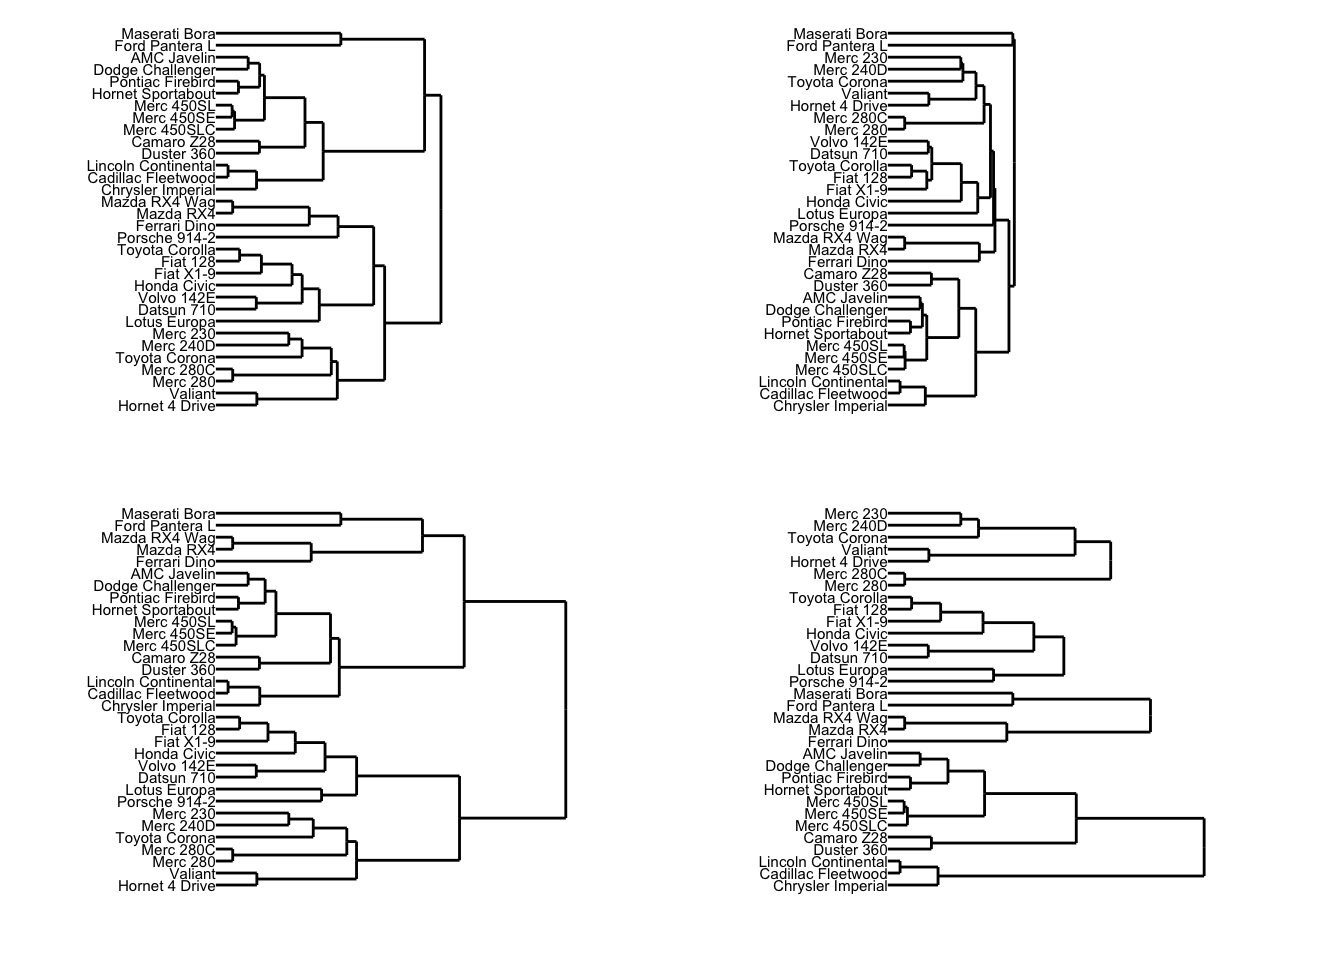 Maserati Bora
Ford Pantera L
AMC Javelin
Dodge Challenger
Pontiac Firebird
Hornet Sportabout
Merc 450SL
Merc 450SE
Merc 450SLC
Camaro Z28
Duster 360
Lincoln Continental
Cadillac Fleetwood
Chrysler Imperial
Mazda RX4 Wag
Mazda RX4
Ferrari Dino
Porsche 914-2
Toyota Corolla
Fiat 128
Fiat X1-9
Honda Civic
Volvo 142E
Datsun 710
Lotus Europa
Merc 230
Merc 240D
Toyota Corona
Merc 280C
Merc 280
Valiant
Hornet 4 Drive
Maserati Bora
Ford Pantera L
Merc 230
Merc 240D
Toyota Corona
Valiant
Hornet 4 Drive
Merc 280C
Merc 280
Volvo 142E
Datsun 710
Toyota Corolla
Fiat 128
Fiat X1-9
Honda Civic
Lotus Europa
Porsche 914-2
Mazda RX4 Wag
Mazda RX4
Ferrari Dino
Camaro Z28
Duster 360
AMC Javelin
Dodge Challenger
Pontiac Firebird
Hornet Sportabout
Merc 450SL
Merc 450SE
Merc 450SLC
Lincoln Continental
Cadillac Fleetwood
Chrysler Imperial
Maserati Bora
Ford Pantera L
Mazda RX4 Wag
Mazda RX4
Ferrari Dino
AMC Javelin
Dodge Challenger
Pontiac Firebird
Hornet Sportabout
Merc 450SL
Merc 450SE
Merc 450SLC
Camaro Z28
Duster 360
Lincoln Continental
Cadillac Fleetwood
Chrysler Imperial
Toyota Corolla
Fiat 128
Fiat X1-9
Honda Civic
Volvo 142E
Datsun 710
Lotus Europa
Porsche 914-2
Merc 230
Merc 240D
Toyota Corona
Merc 280C
Merc 280
Valiant
Hornet 4 Drive
Merc 230
Merc 240D
Toyota Corona
Valiant
Hornet 4 Drive
Merc 280C
Merc 280
Toyota Corolla
Fiat 128
Fiat X1-9
Honda Civic
Volvo 142E
Datsun 710
Lotus Europa
Porsche 914-2
Maserati Bora
Ford Pantera L
Mazda RX4 Wag
Mazda RX4
Ferrari Dino
AMC Javelin
Dodge Challenger
Pontiac Firebird
Hornet Sportabout
Merc 450SL
Merc 450SE
Merc 450SLC
Camaro Z28
Duster 360
Lincoln Continental
Cadillac Fleetwood
Chrysler Imperial